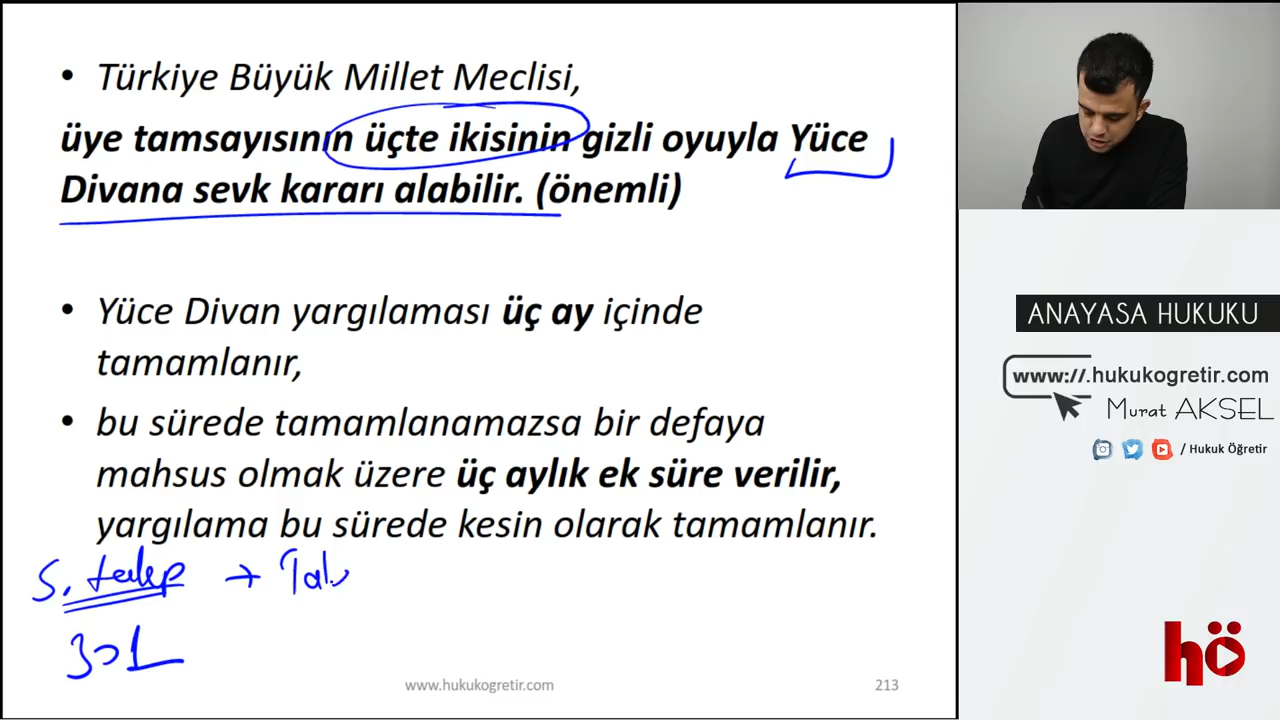 • Türkiye Büyük Millet Meclisi,
üye tamsayısının üçte ikisinin gizli oyuyla Yüce
Divana sevk kararı alabilir. (önemli)
• Yüce Divan yargılaması üç ay içinde
tamamlanır,
• bu sürede tamamlanamazsa bir defaya
mahsus olmak üzere üç aylık ek süre verilir,
yargılama bu sürede kesin olarak tamamlanır.
S. talep →
301
www.hukukogretir.com
213
ANAYASA HUKUKU
www://.hukukogretir.com
Murat AKSEL
/ Hukuk Öğretir
hö